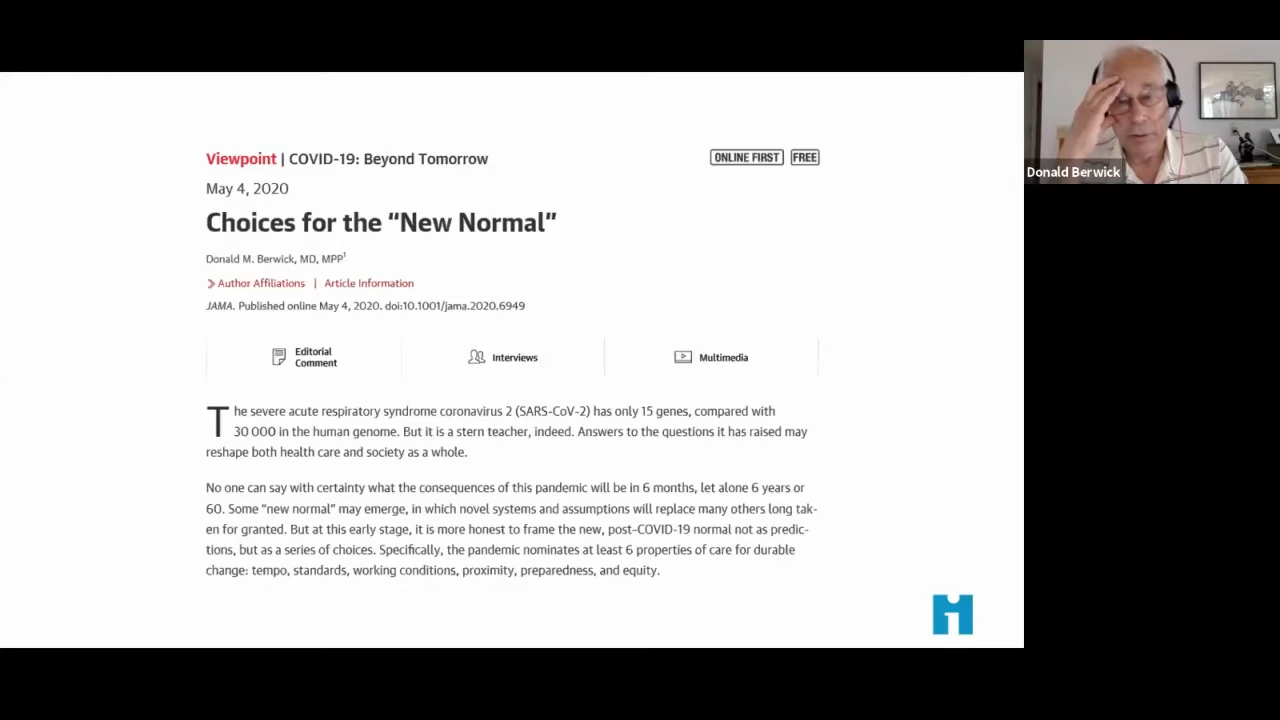 Viewpoint | COVID-19: Beyond Tomorrow
ONLINE FIRST FREE
May 4, 2020
Choices for the “New Normal”
Donald M. Berwick, MD, MPP1
Author Affiliations | Article Information
JAMA. Published online May 4, 2020. doi:10.1001/jama.2020.6949
Editorial
Comment
Interviews
Multimedia
The severe acute respiratory syndrome coronavirus 2 (SARS-CoV-2) has only 15 genes, compared with
30 000 in the human genome. But it is a stern teacher, indeed. Answers to the questions it has raised may
reshape both health care and society as a whole.
No one can say with certainty what the consequences of this pandemic will be in 6 months, let alone 6 years or
60. Some “new normal” may emerge, in which novel systems and assumptions will replace many others long tak-
en for granted. But at this early stage, it is more honest to frame the new, post–COVID-19 normal not as predic-
tions, but as a series of choices. Specifically, the pandemic nominates at least 6 properties of care for durable
change: tempo, standards, working conditions, proximity, preparedness, and equity.
Donald Berwick